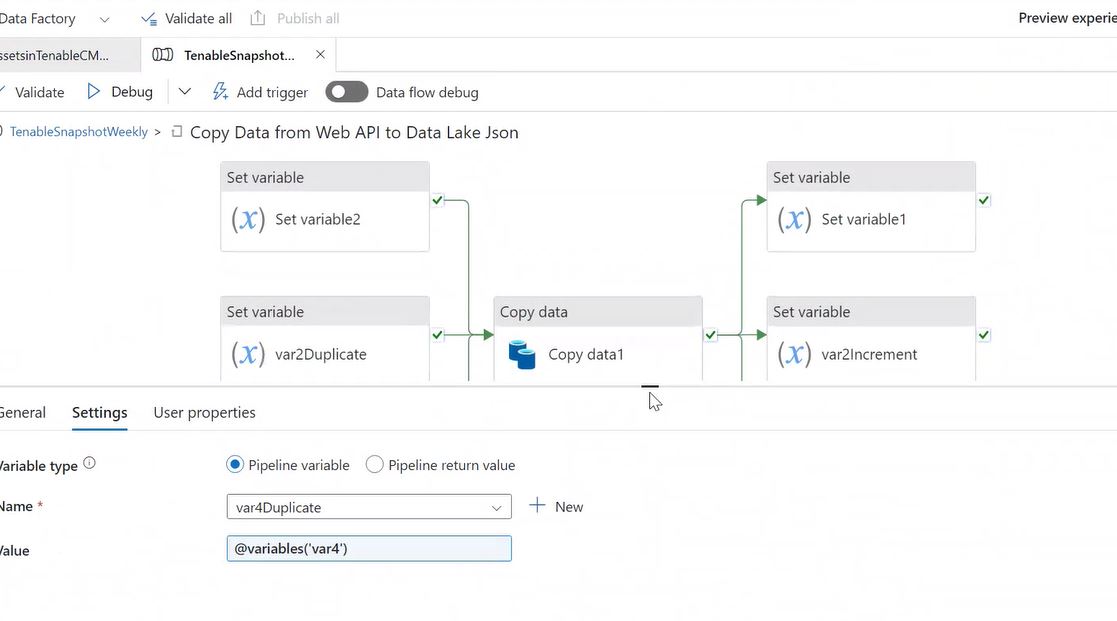 Data Factory Validate all Publish all Preview experie
ssetsinTenableCM... TenableSnapshot...
Validate Debug Add trigger Data flow debug
TenableSnapshotWeekly > Copy Data from Web API to Data Lake Json
Set variable Set variable
(x) Set variable2 (x) Set variable1
Set variable Copy data Set variable
(x) var2Duplicate Copy data1 (x) var2Increment
General Settings User properties
Variable type Pipeline variable Pipeline return value
Name * var4Duplicate + New
Value @variables('var4')